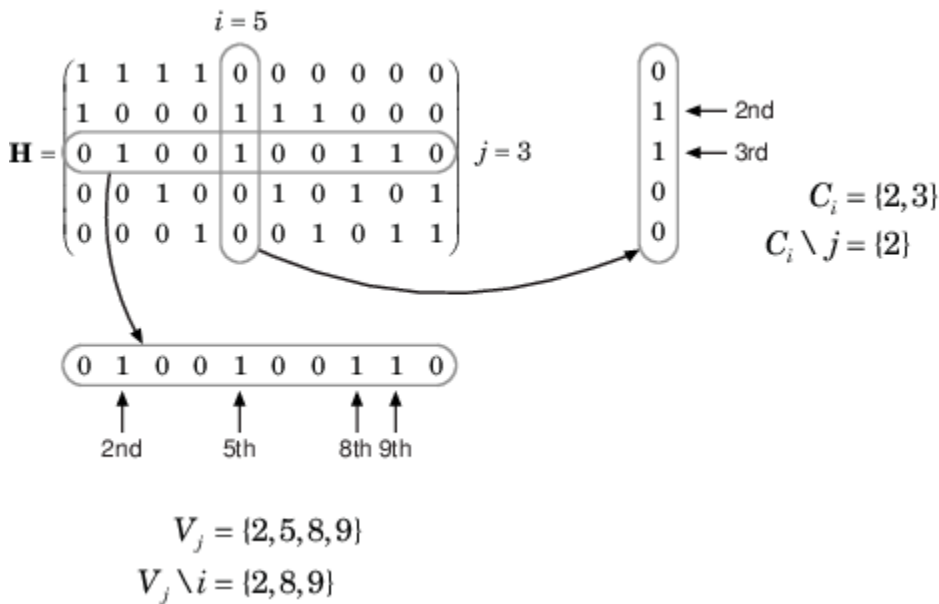 i = 5
1 1 1 1 0 0 0 0 0 0
1 0 0 0 1 1 1 0 0 0
H = 0 1 0 0 1 0 0 1 1 0 j = 3
0 0 1 0 0 1 0 1 0 1
0 0 0 1 0 0 1 0 1 1
0
1 2nd
1 3rd
0
0
C_i = {2,3}
C_i \ j = {2}
0 1 0 0 1 0 0 1 1 0
2nd 5th 8th 9th
V_j = {2,5,8,9}
V_j \ i = {2,8,9}